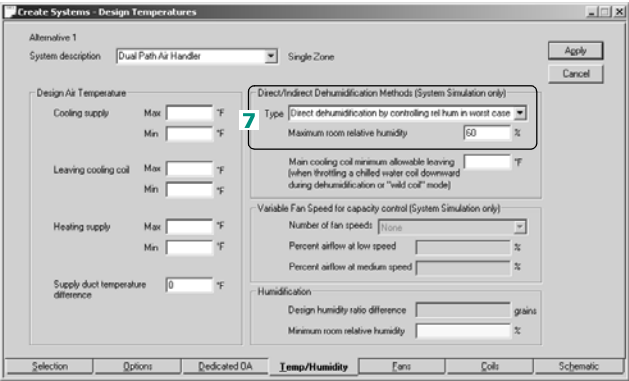 Create Systems - Design Temperatures
Alternative 1
System description Dual Path Air Handler Single Zone
Apply
Cancel
Design Air Temperature
Cooling supply Max °F
Min °F
Leaving cooling coil Max °F
Min °F
Heating supply Max °F
Min °F
Supply duct temperature
difference 0 °F
Direct/Indirect Dehumidification Methods (System Simulation only)
7 Type Direct dehumidification by controlling rel hum in worst case
Maximum room relative humidity 60 %
Main cooling coil minimum allowable leaving °F
(when throttling a chilled water coil downward
during dehumidification or "wild coil" mode)
Variable Fan Speed for capacity control (System Simulation only)
Number of fan speeds None
Percent airflow at low speed %
Percent airflow at medium speed %
Humidification
Design humidity ratio difference grains
Minimum room relative humidity %
Selection Options Dedicated OA Temp/Humidity Fans Coils Schematic